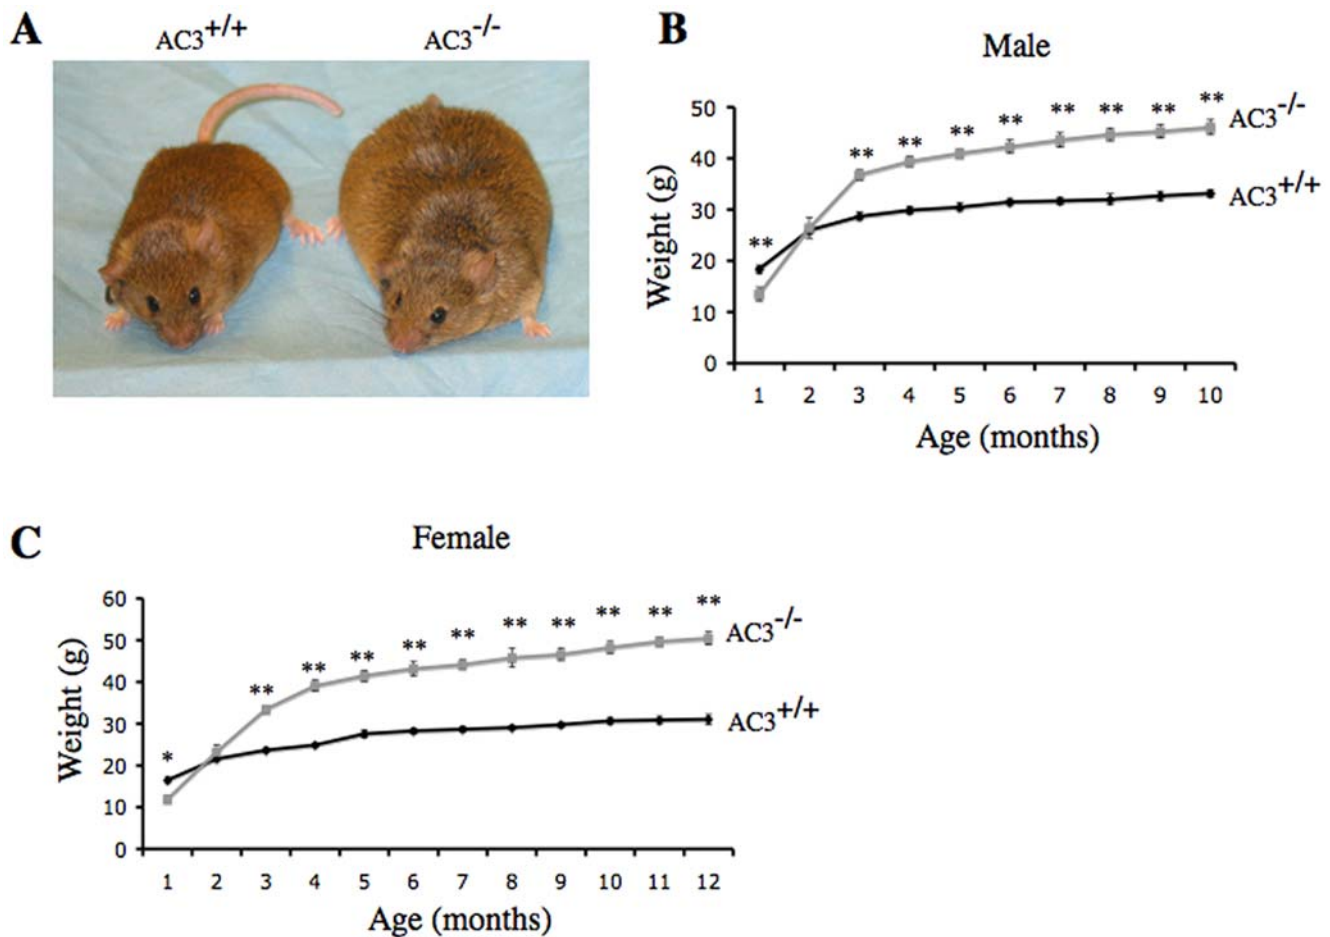 A
AC3+/+
AC3-/-
B
Male
Weight (g)
50
40
30
20
10
0
** ** ** ** ** ** ** ** **
AC3-/-
AC3+/+
1 2 3 4 5 6 7 8 9 10
Age (months)
C
Female
Weight (g)
60
50
40
30
20
10
0
* ** ** ** ** ** ** ** ** ** **
AC3-/-
AC3+/+
1 2 3 4 5 6 7 8 9 10 11 12
Age (months)